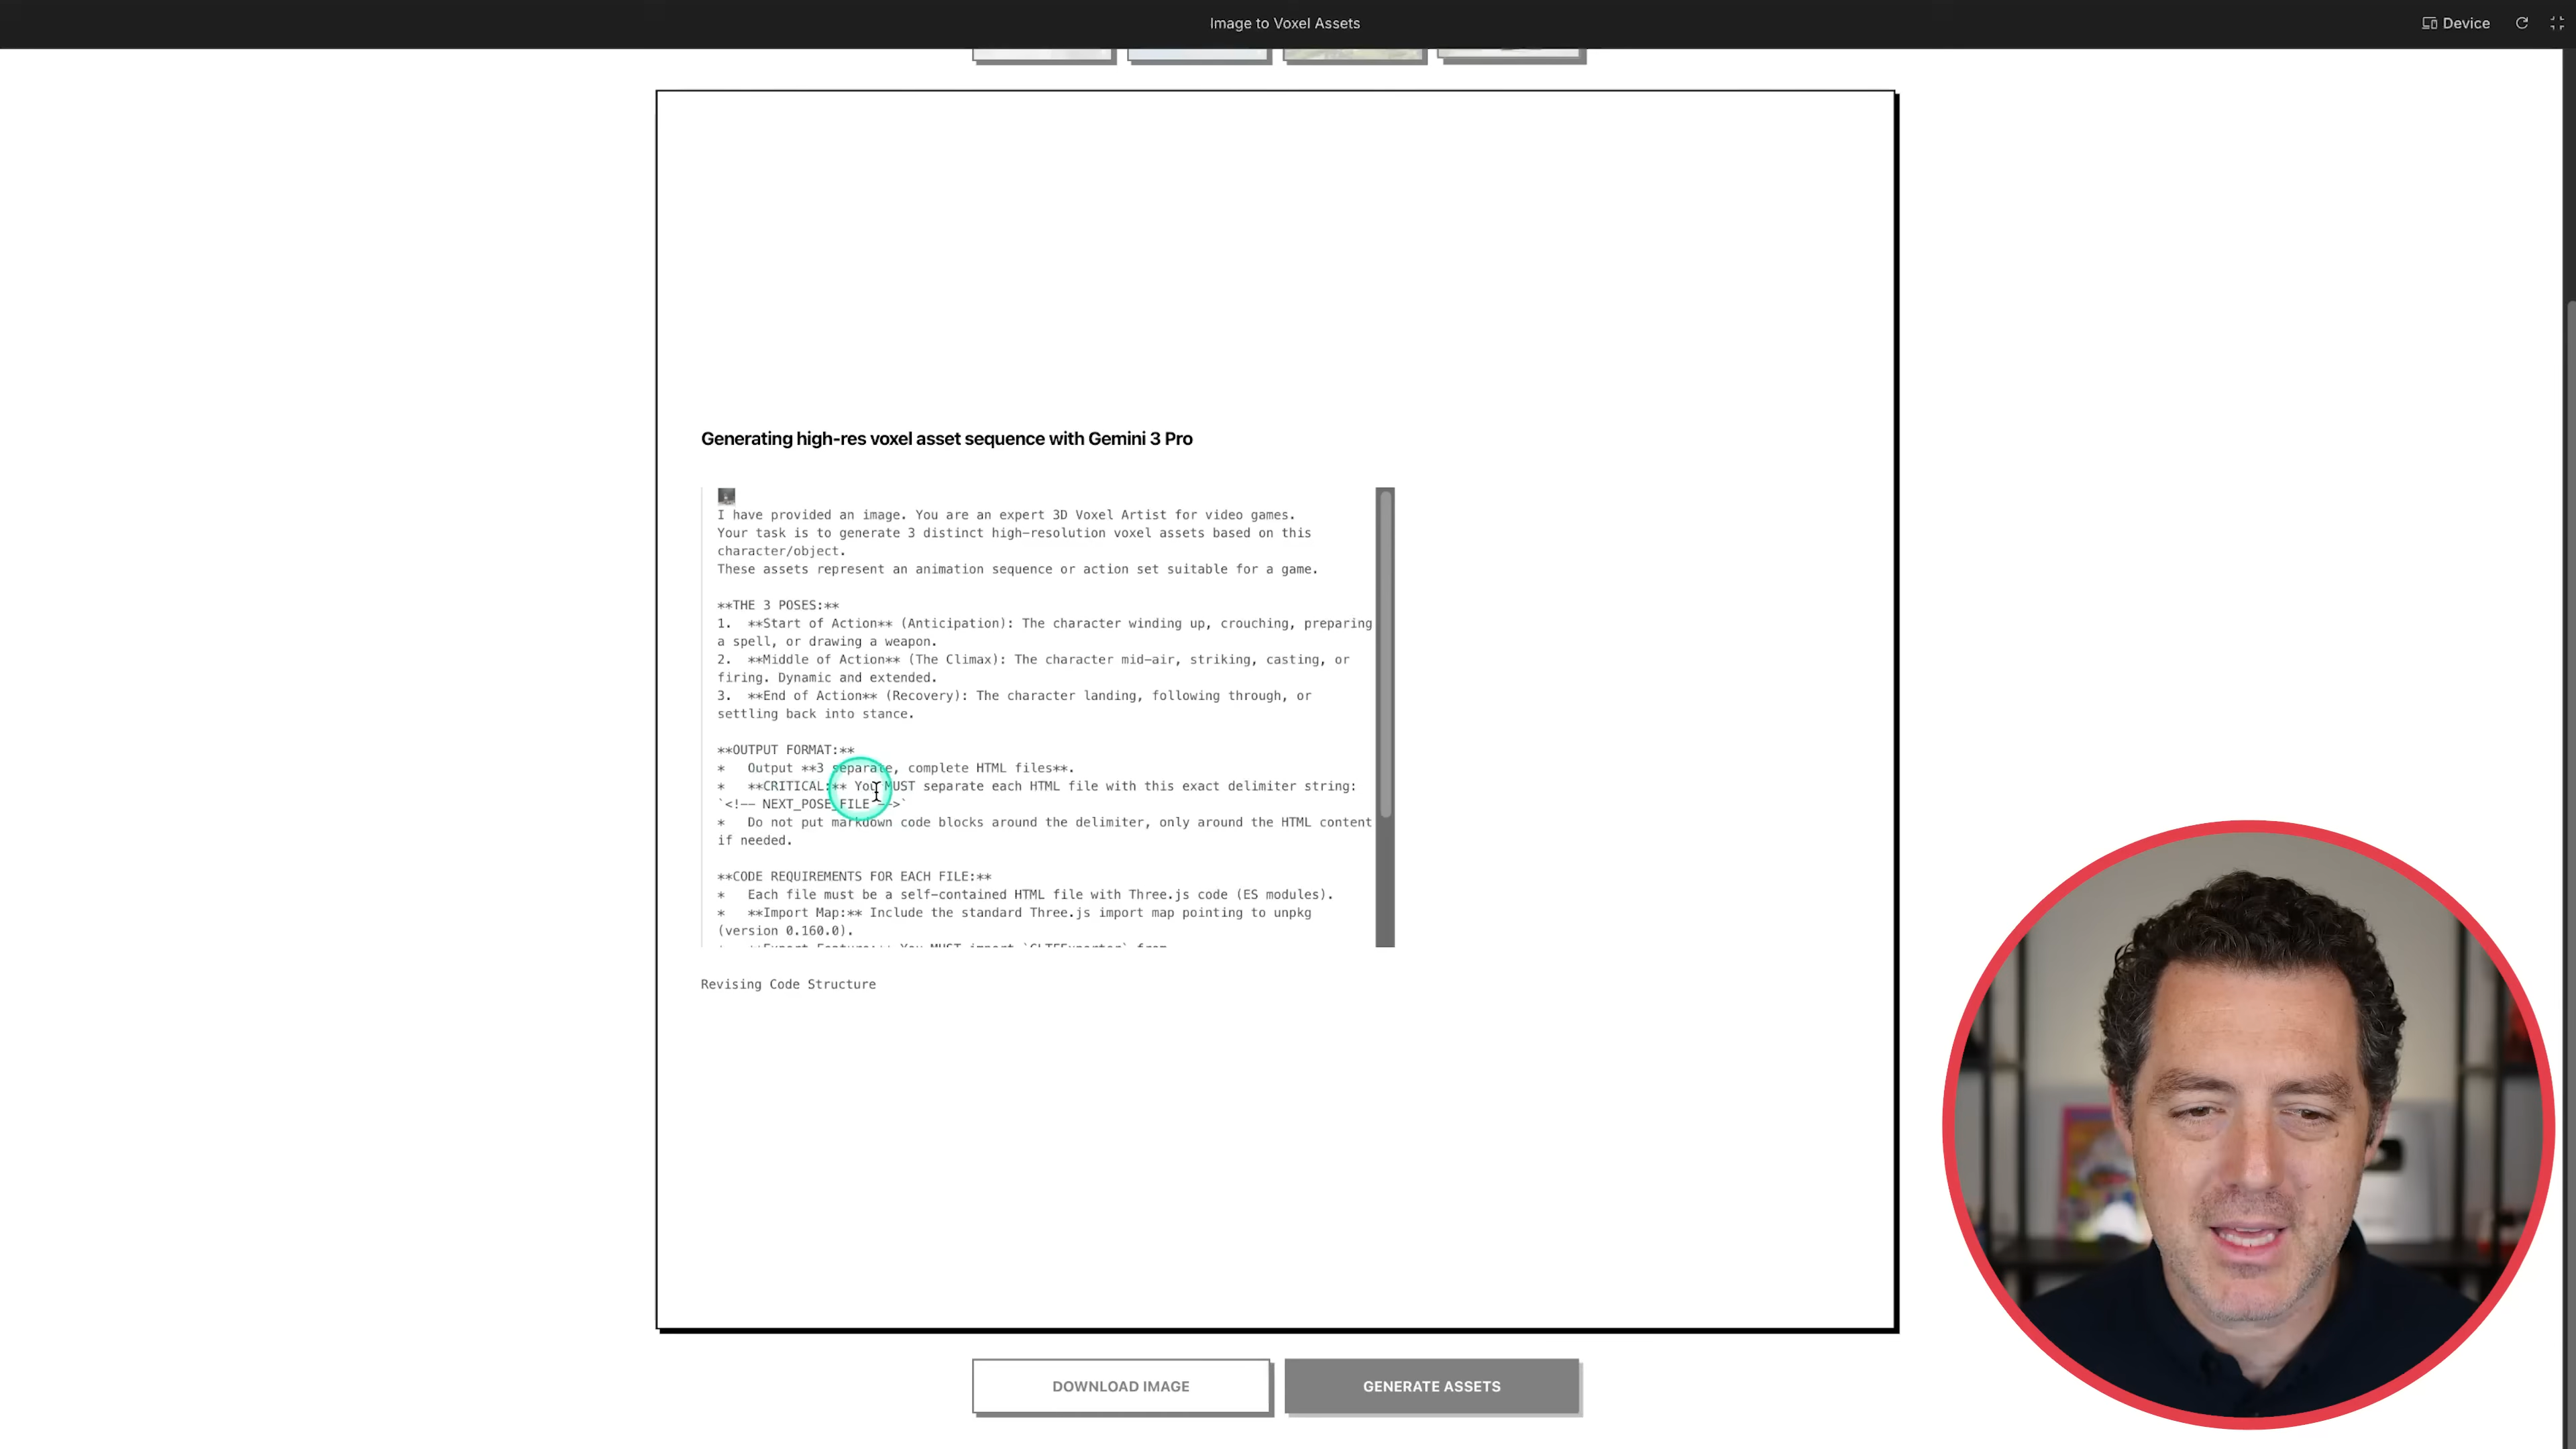 Image to Voxel Assets
Device
Generating high-res voxel asset sequence with Gemini 3 Pro
I have provided an image. You are an expert 3D Voxel Artist for video games.
Your task is to generate 3 distinct high-resolution voxel assets based on this
character/object.
These assets represent an animation sequence or action set suitable for a game.
**THE 3 POSES:**
1.  **Start of Action** (Anticipation): The character winding up, crouching, preparing
a spell, or drawing a weapon.
2.  **Middle of Action** (The Climax): The character mid-air, striking, casting, or
firing. Dynamic and extended.
3.  **End of Action** (Recovery): The character landing, following through, or
settling back into stance.
**OUTPUT FORMAT:**
*   Output **3 separate, complete HTML files**.
*   **CRITICAL:** You MUST separate each HTML file with this exact delimiter string:
`<!-- NEXT_POSE_FILE -->`
*   Do not put markdown code blocks around the delimiter, only around the HTML content
if needed.
**CODE REQUIREMENTS FOR EACH FILE:**
*   Each file must be a self-contained HTML file with Three.js code (ES modules).
*   **Import Map:** Include the standard Three.js import map pointing to unpkg
(version 0.160.0).
*   **Export Feature:** You MUST import `GLTFExporter` from
Revising Code Structure
DOWNLOAD IMAGE
GENERATE ASSETS